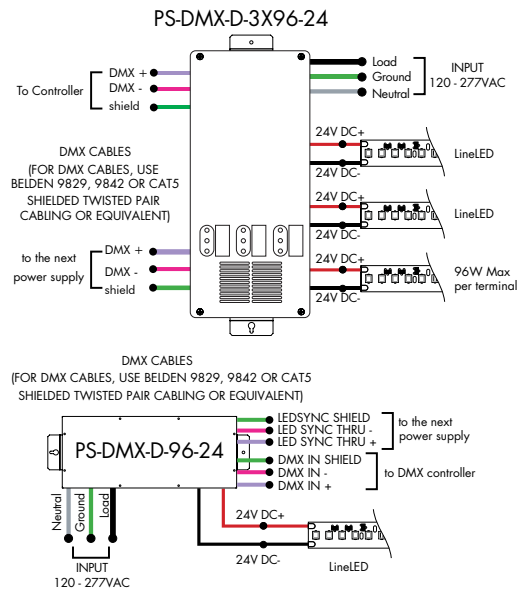 PS-DMX-D-3X96-24
DMX +
DMX -
shield
To Controller
Load
Ground
Neutral
INPUT
120 - 277VAC
DMX CABLES
(FOR DMX CABLES, USE
BELDEN 9829, 9842 OR CAT5
SHIELDED TWISTED PAIR
CABLING OR EQUIVALENT)
24V DC+
24V DC-
LineLED
24V DC+
24V DC-
LineLED
24V DC+
24V DC-
96W Max
per terminal
to the next
power supply
DMX +
DMX -
shield
DMX CABLES
(FOR DMX CABLES, USE BELDEN 9829, 9842 OR CAT5
SHIELDED TWISTED PAIR CABLING OR EQUIVALENT)
PS-DMX-D-96-24
LEDSYNC SHIELD
LED SYNC THRU -
LED SYNC THRU +
to the next
power supply
DMX IN SHIELD
DMX IN -
DMX IN +
to DMX controller
Neutral
Ground
Load
INPUT
120 - 277VAC
24V DC+
24V DC-
LineLED